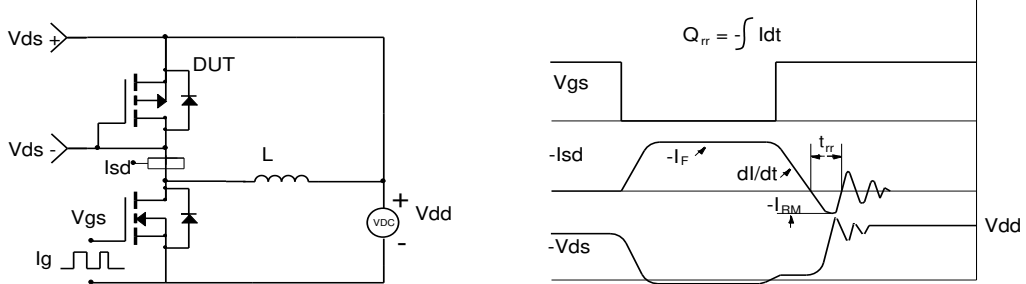 Vds +
DUT
Vds -
Isd
L
Vgs
Ig
+
VDC
-
Vdd
Qrr = -∫ Idt
Vgs
-Isd
-IF
dI/dt
trr
-IRM
Vdd
-Vds